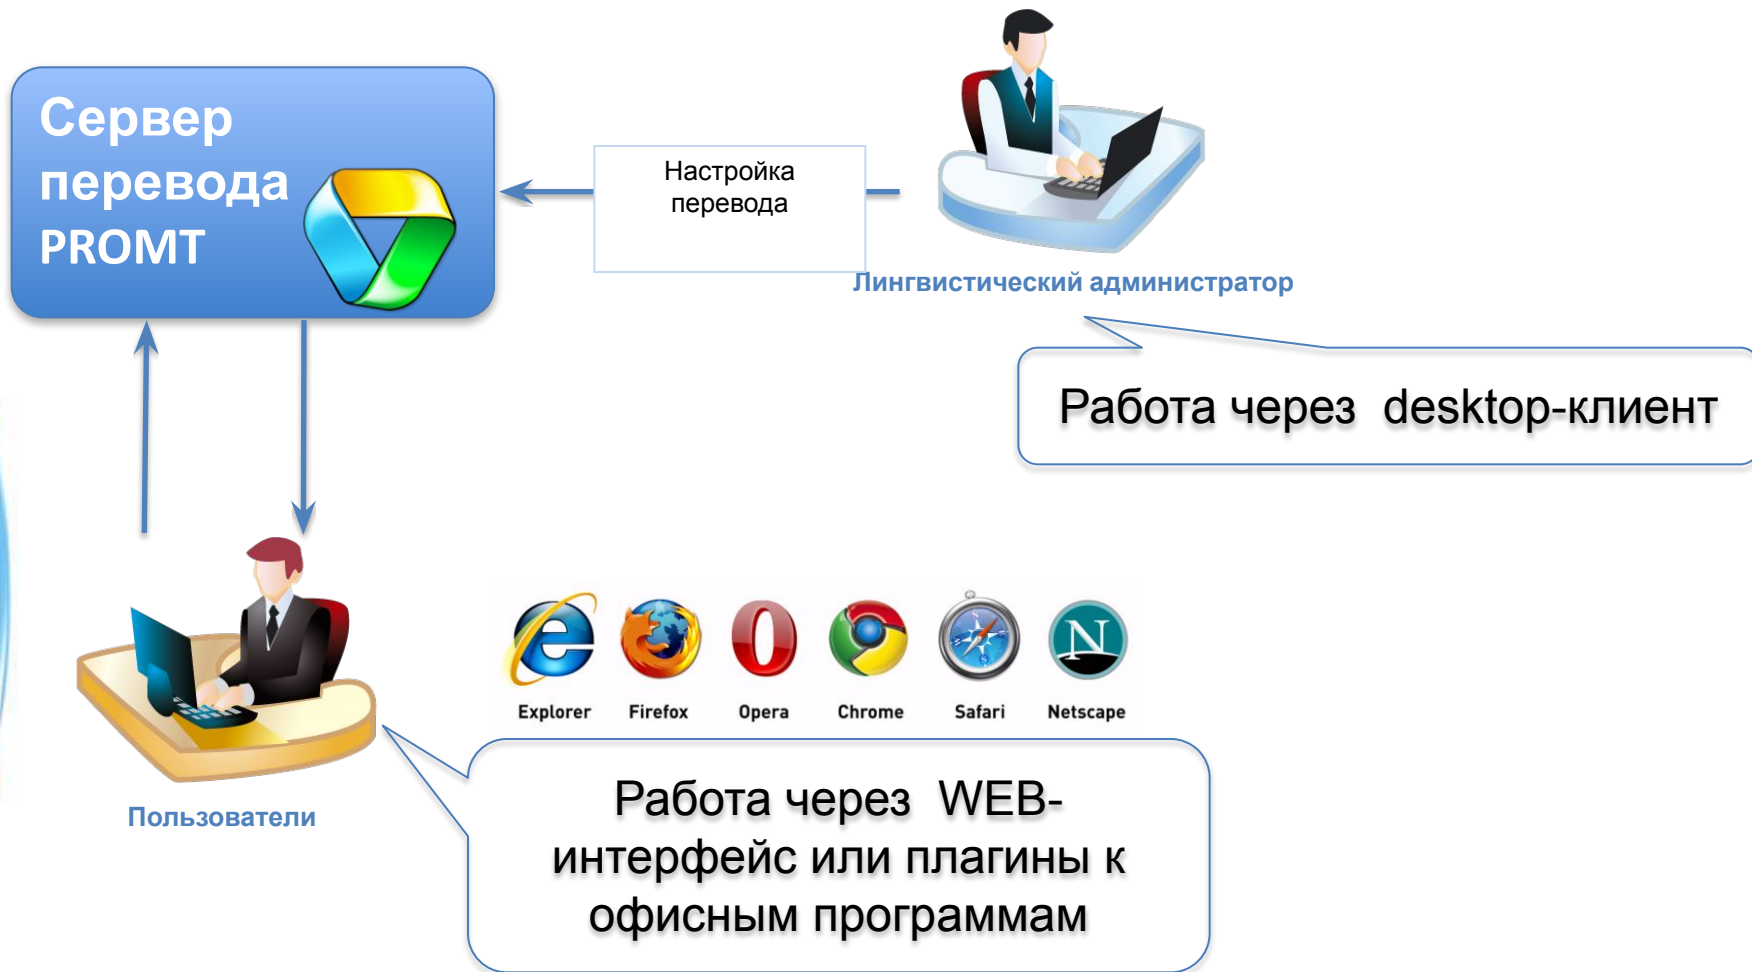 Сервер
перевода
PROMT
Настройка
перевода
Лингвистический администратор
Работа через desktop-клиент
Explorer Firefox Opera Chrome Safari Netscape
Пользователи
Работа через WEB-
интерфейс или плагины к
офисным программам